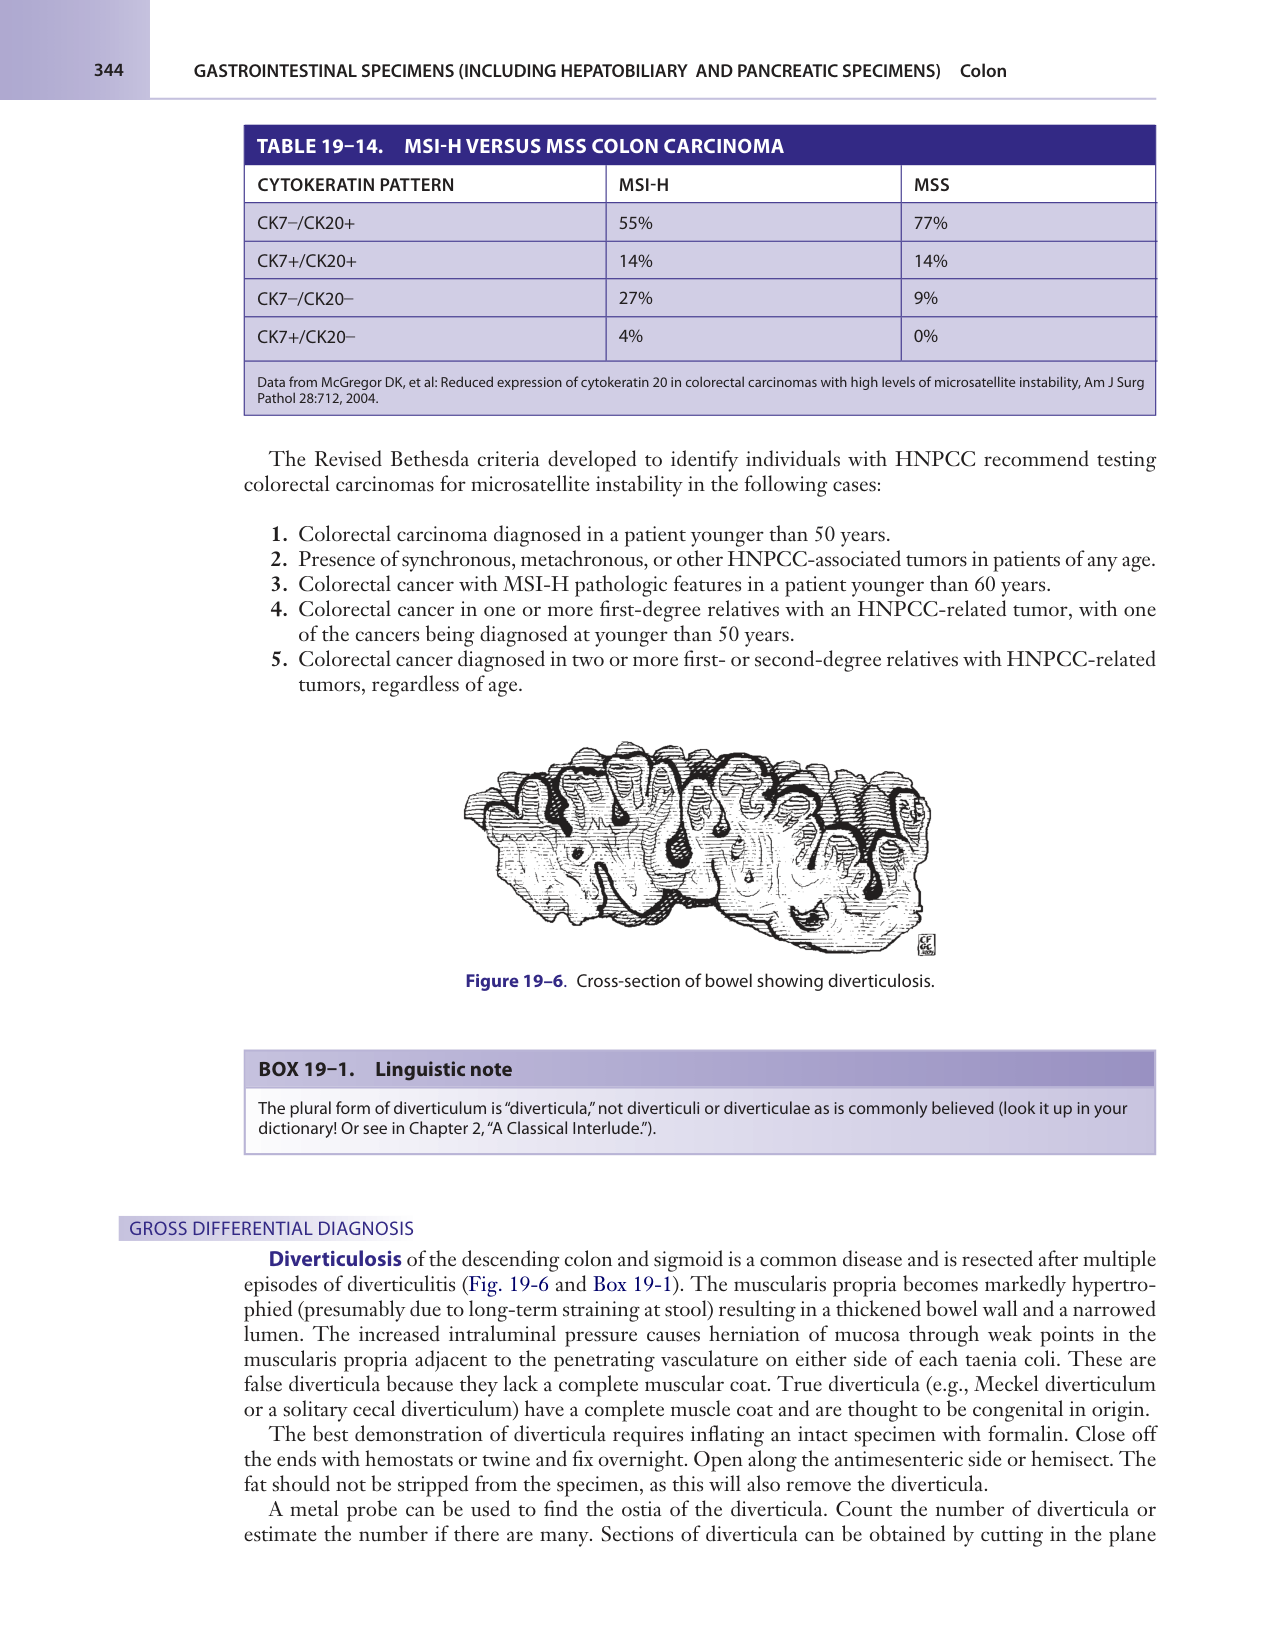 344
GASTROINTESTINAL SPECIMENS (INCLUDING HEPATOBILIARY AND PANCREATIC SPECIMENS) Colon
TABLE 19–14. MSI-H VERSUS MSS COLON CARCINOMA
CYTOKERATIN PATTERN MSI-H MSS
CK7–/CK20+ 55% 77%
CK7+/CK20+ 14% 14%
CK7–/CK20– 27% 9%
CK7+/CK20– 4% 0%
Data from McGregor DK, et al: Reduced expression of cytokeratin 20 in colorectal carcinomas with high levels of microsatellite instability, Am J Surg
Pathol 28:712, 2004.
The Revised Bethesda criteria developed to identify individuals with HNPCC recommend testing
colorectal carcinomas for microsatellite instability in the following cases:
1. Colorectal carcinoma diagnosed in a patient younger than 50 years.
2. Presence of synchronous, metachronous, or other HNPCC-associated tumors in patients of any age.
3. Colorectal cancer with MSI-H pathologic features in a patient younger than 60 years.
4. Colorectal cancer in one or more first-degree relatives with an HNPCC-related tumor, with one
of the cancers being diagnosed at younger than 50 years.
5. Colorectal cancer diagnosed in two or more first- or second-degree relatives with HNPCC-related
tumors, regardless of age.
Figure 19–6. Cross-section of bowel showing diverticulosis.
BOX 19–1. Linguistic note
The plural form of diverticulum is “diverticula,” not diverticuli or diverticulae as is commonly believed (look it up in your
dictionary! Or see in Chapter 2, “A Classical Interlude.”).
GROSS DIFFERENTIAL DIAGNOSIS
Diverticulosis of the descending colon and sigmoid is a common disease and is resected after multiple
episodes of diverticulitis (Fig. 19-6 and Box 19-1). The muscularis propria becomes markedly hypertro-
phied (presumably due to long-term straining at stool) resulting in a thickened bowel wall and a narrowed
lumen. The increased intraluminal pressure causes herniation of mucosa through weak points in the
muscularis propria adjacent to the penetrating vasculature on either side of each taenia coli. These are
false diverticula because they lack a complete muscular coat. True diverticula (e.g., Meckel diverticulum
or a solitary cecal diverticulum) have a complete muscle coat and are thought to be congenital in origin.
The best demonstration of diverticula requires inflating an intact specimen with formalin. Close off
the ends with hemostats or twine and fix overnight. Open along the antimesenteric side or hemisect. The
fat should not be stripped from the specimen, as this will also remove the diverticula.
A metal probe can be used to find the ostia of the diverticula. Count the number of diverticula or
estimate the number if there are many. Sections of diverticula can be obtained by cutting in the plane